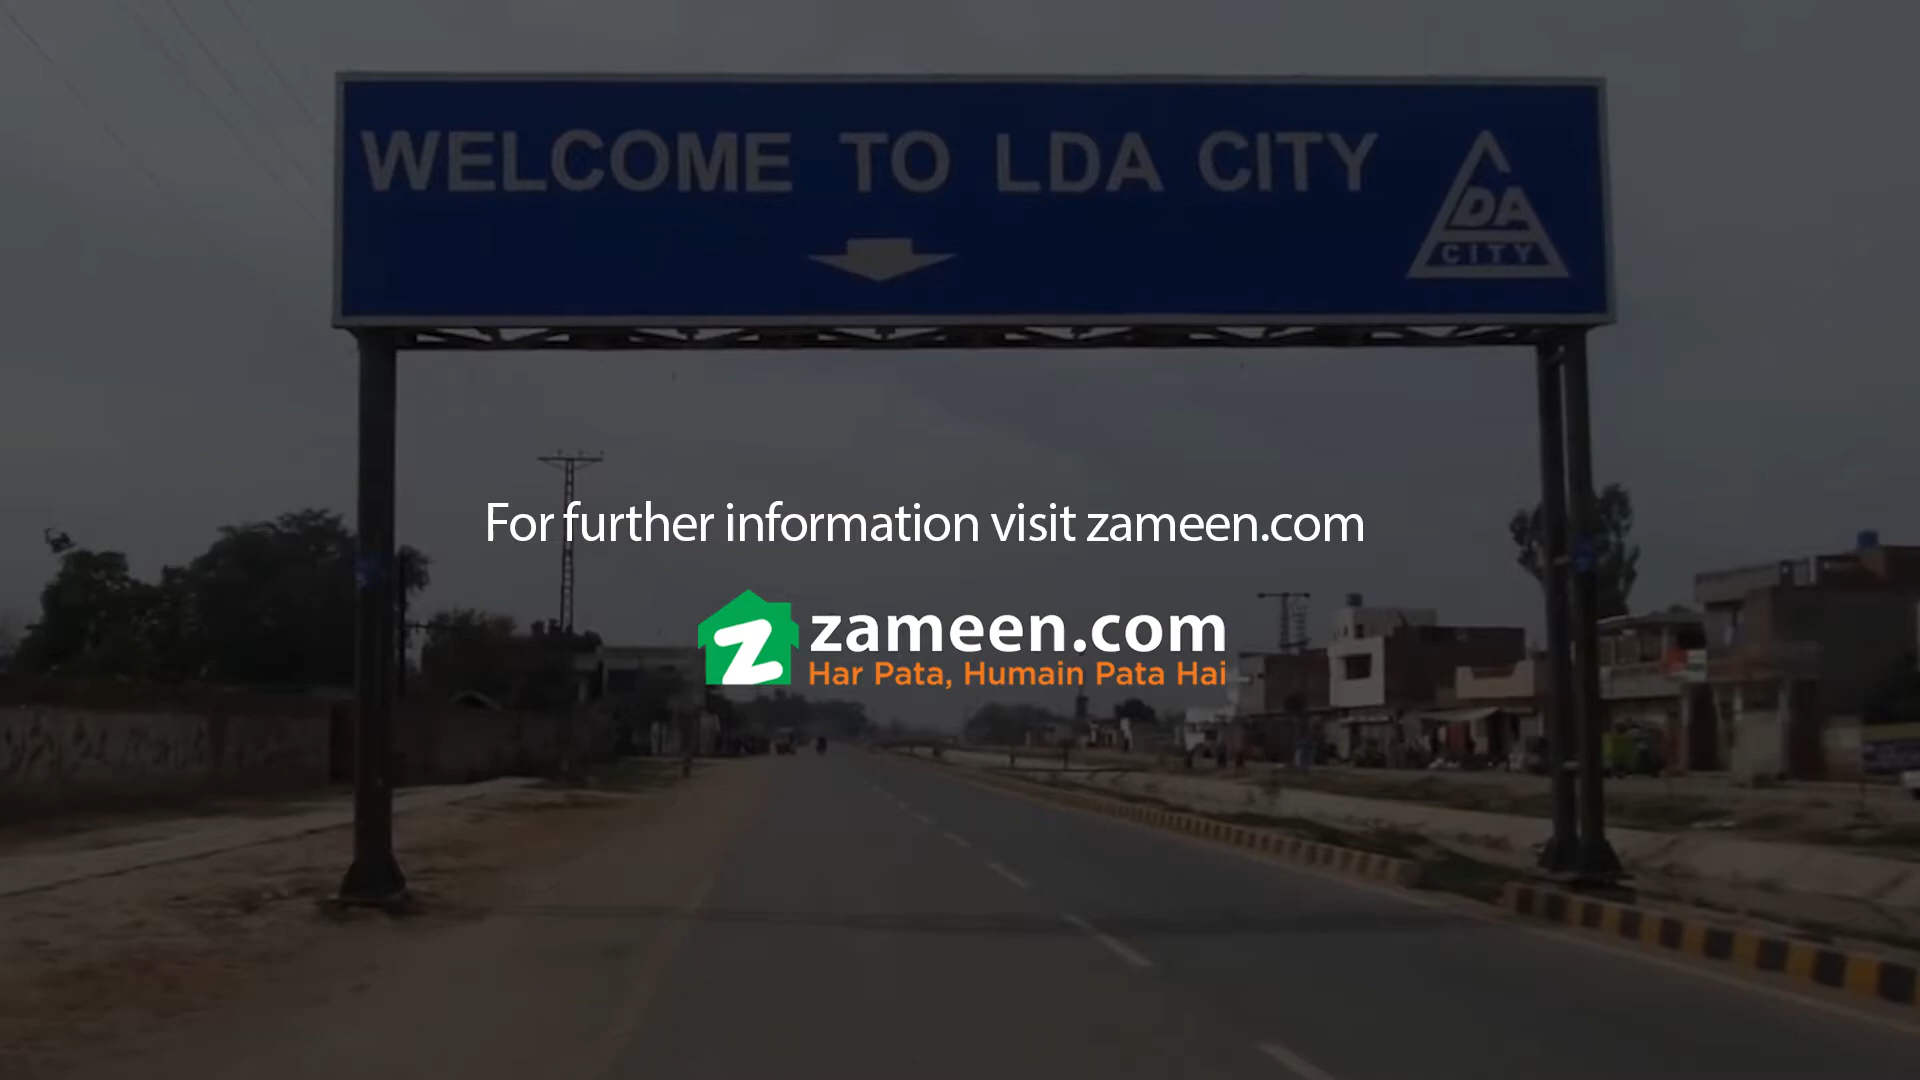 WELCOME TO LDA CITY
LDA
CITY
For further information visit zameen.com
zameen.com
Har Pata, Humain Pata Hai